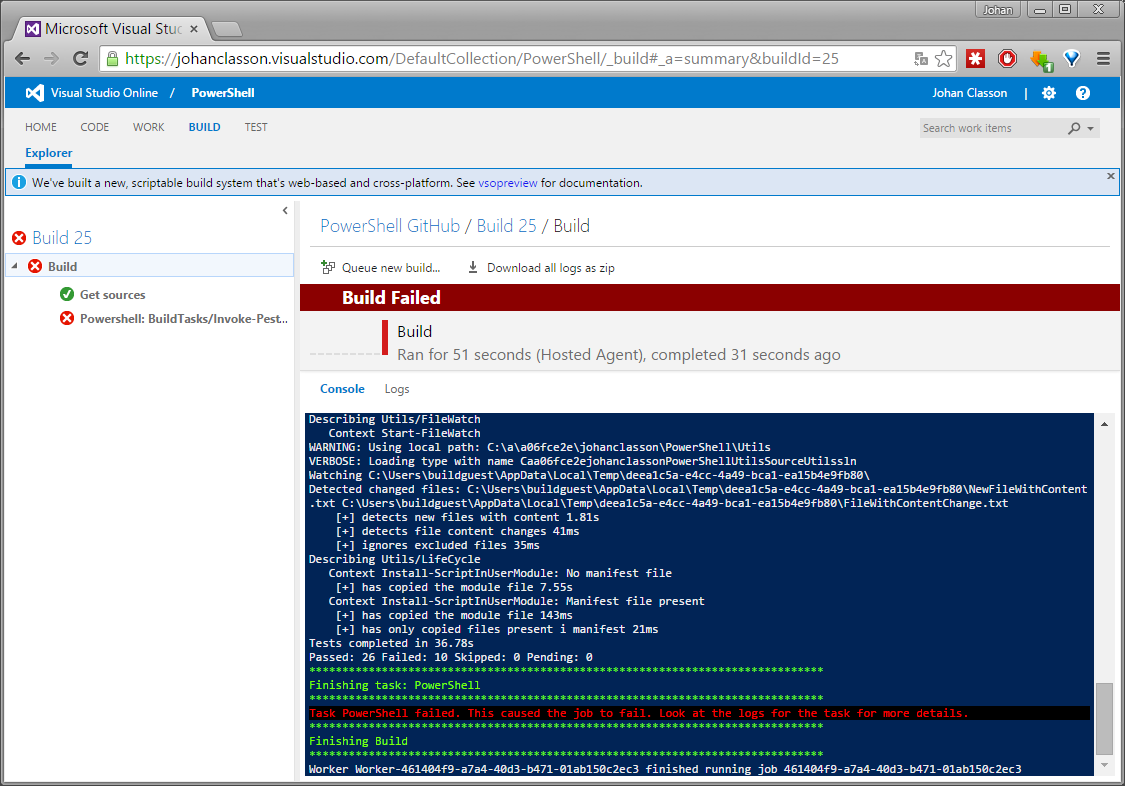 Johan
Microsoft Visual Stuc
https://johanclasson.visualstudio.com/DefaultCollection/PowerShell/_build#_a=summary&buildId=25
1
Visual Studio Online / PowerShell
Johan Classon | ?
HOME CODE WORK BUILD TEST
Search work items
Explorer
We've built a new, scriptable build system that's web-based and cross-platform. See vsopreview for documentation.
Build 25
Build
Get sources
Powershell: BuildTasks/Invoke-Pest...
PowerShell GitHub / Build 25 / Build
Queue new build... Download all logs as zip
Build Failed
Build
Ran for 51 seconds (Hosted Agent), completed 31 seconds ago
Console Logs
Describing Utils/FileWatch
Context Start-FileWatch
WARNING: Using local path: C:\a\a06fce2e\johanclasson\PowerShell\Utils
VERBOSE: Loading type with name Caa06fce2ejohanclassonPowerShellUtilsSourceUtilssln
Watching C:\Users\buildguest\AppData\Local\Temp\deea1c5a-e4cc-4a49-bca1-ea15b4e9fb80\
Detected changed files: C:\Users\buildguest\AppData\Local\Temp\deea1c5a-e4cc-4a49-bca1-ea15b4e9fb80\NewFileWithContent
.txt C:\Users\buildguest\AppData\Local\Temp\deea1c5a-e4cc-4a49-bca1-ea15b4e9fb80\FileWithContentChange.txt
[+] detects new files with content 1.81s
[+] detects file content changes 41ms
[+] ignores excluded files 35ms
Describing Utils/LifeCycle
Context Install-ScriptInUserModule: No manifest file
[+] has copied the module file 7.55s
Context Install-ScriptInUserModule: Manifest file present
[+] has copied the module file 143ms
[+] has only copied files present i manifest 21ms
Tests completed in 36.78s
Passed: 26 Failed: 10 Skipped: 0 Pending: 0
******************************************************************************
Finishing task: PowerShell
******************************************************************************
Task PowerShell failed. This caused the job to fail. Look at the logs for the task for more details.
******************************************************************************
Finishing Build
******************************************************************************
Worker Worker-461404f9-a7a4-40d3-b471-01ab150c2ec3 finished running job 461404f9-a7a4-40d3-b471-01ab150c2ec3